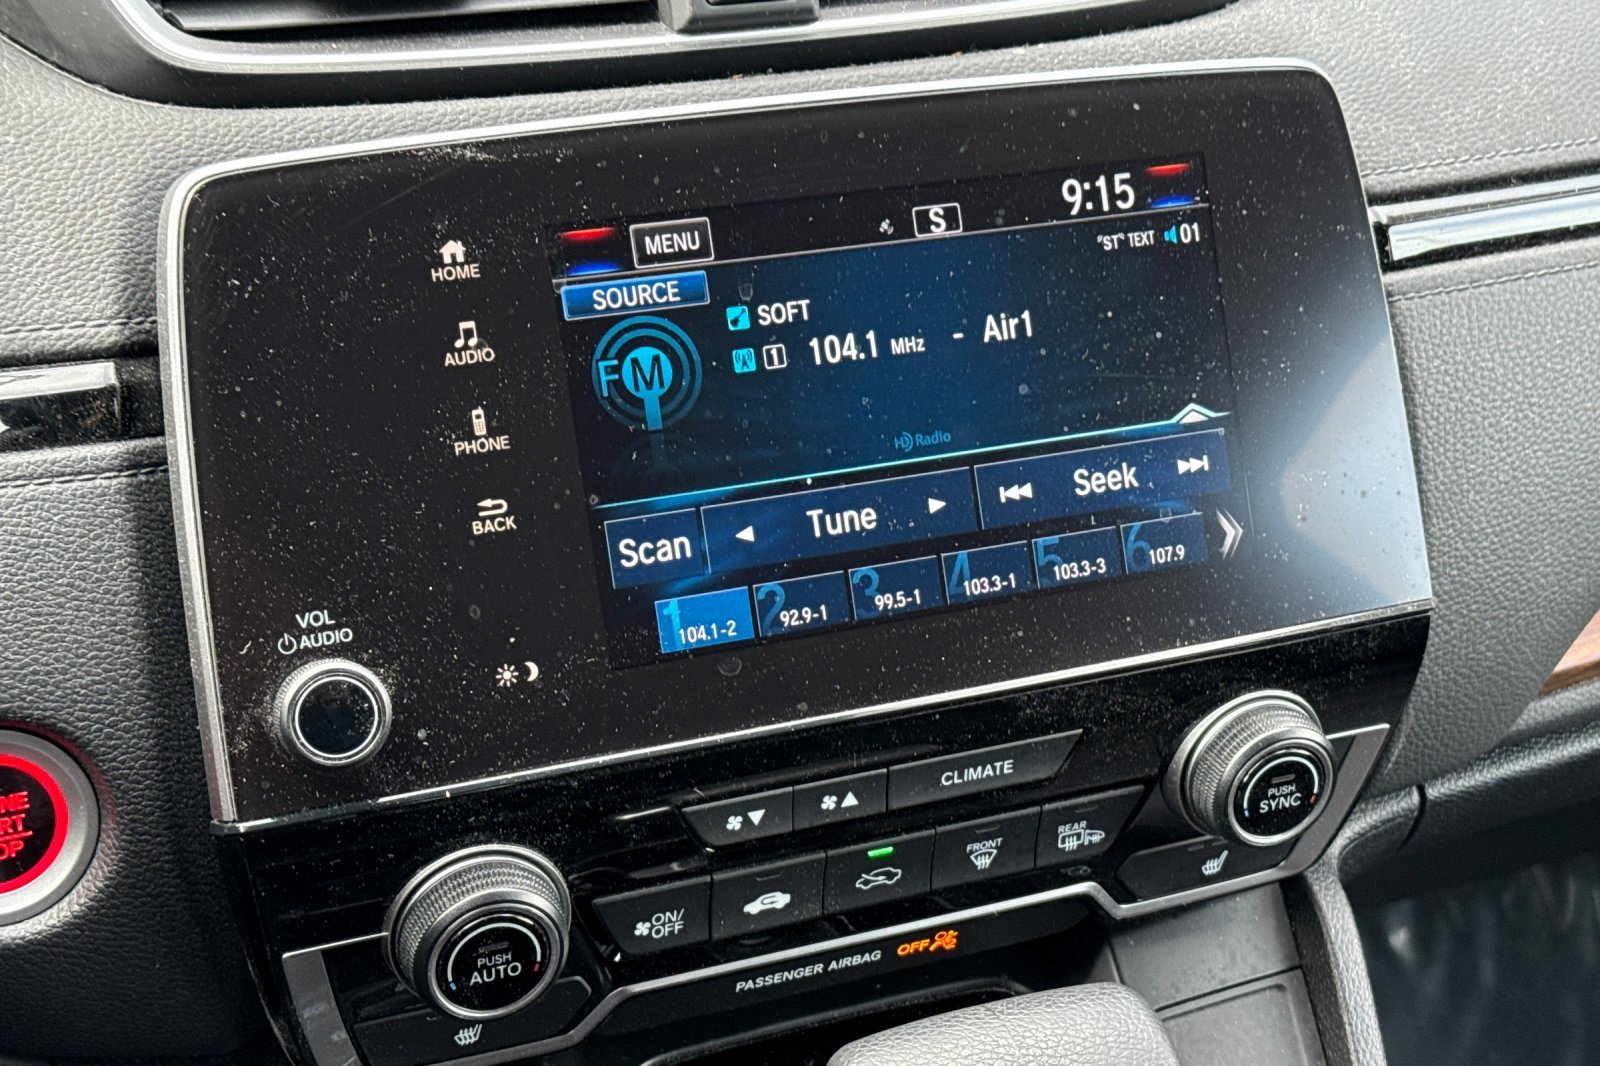 9:15
MENU
S
"ST" TEXT 01
SOURCE
HOME
SOFT
FM
1 104.1 MHz - Air1
AUDIO
PHONE
HD Radio
BACK
Scan
Tune
Seek
1 104.1-2
2 92.9-1
3 99.5-1
4 103.3-1
5 103.3-3
6 107.9
VOL
AUDIO
CLIMATE
PUSH
SYNC
FRONT
REAR
ON/
OFF
PUSH
AUTO
PASSENGER AIRBAG OFF